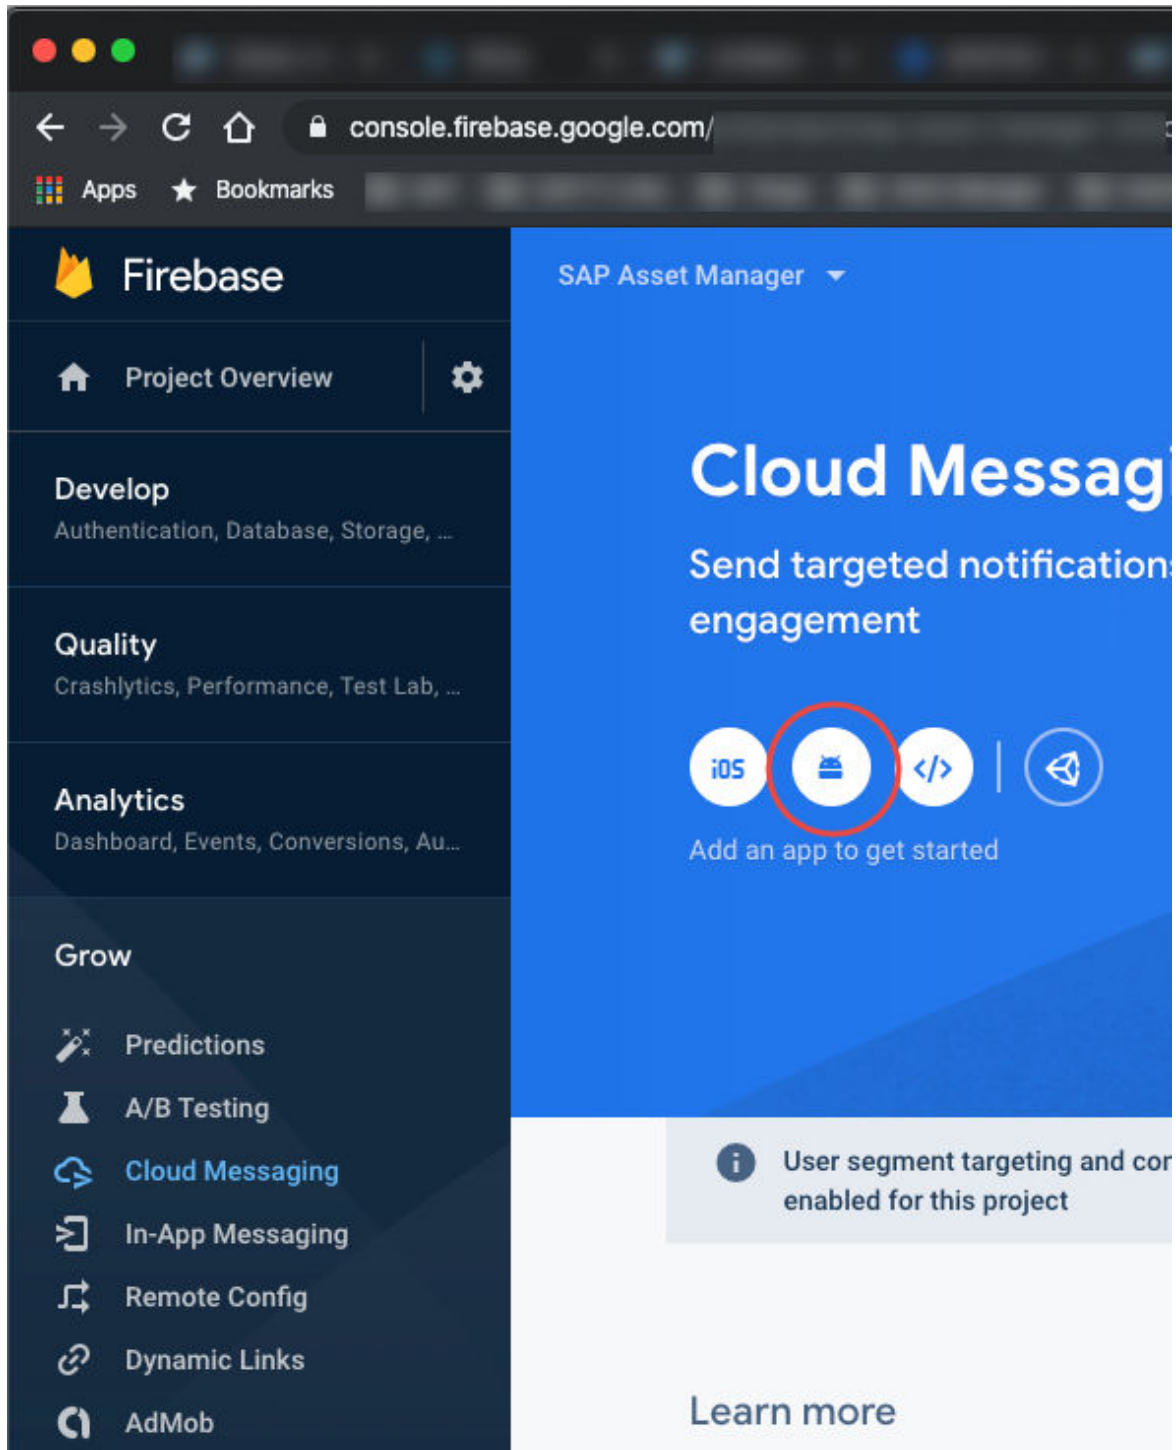 console.firebase.google.com/
Apps
Bookmarks
Firebase
SAP Asset Manager
Project Overview
Cloud
Develop
Authentication, Database, Storage, ...
Send targeted
engagement
Quality
Crashlytics, Performance, Test Lab, ...
iOS
</>
Add an app to get started
Analytics
Dashboard, Events, Conversions, Au...
Grow
Predictions
A/B Testing
Cloud Messaging
In-App Messaging
Remote Config
Dynamic Links
AdMob
User segment targeting and
enabled for this project
Learn more